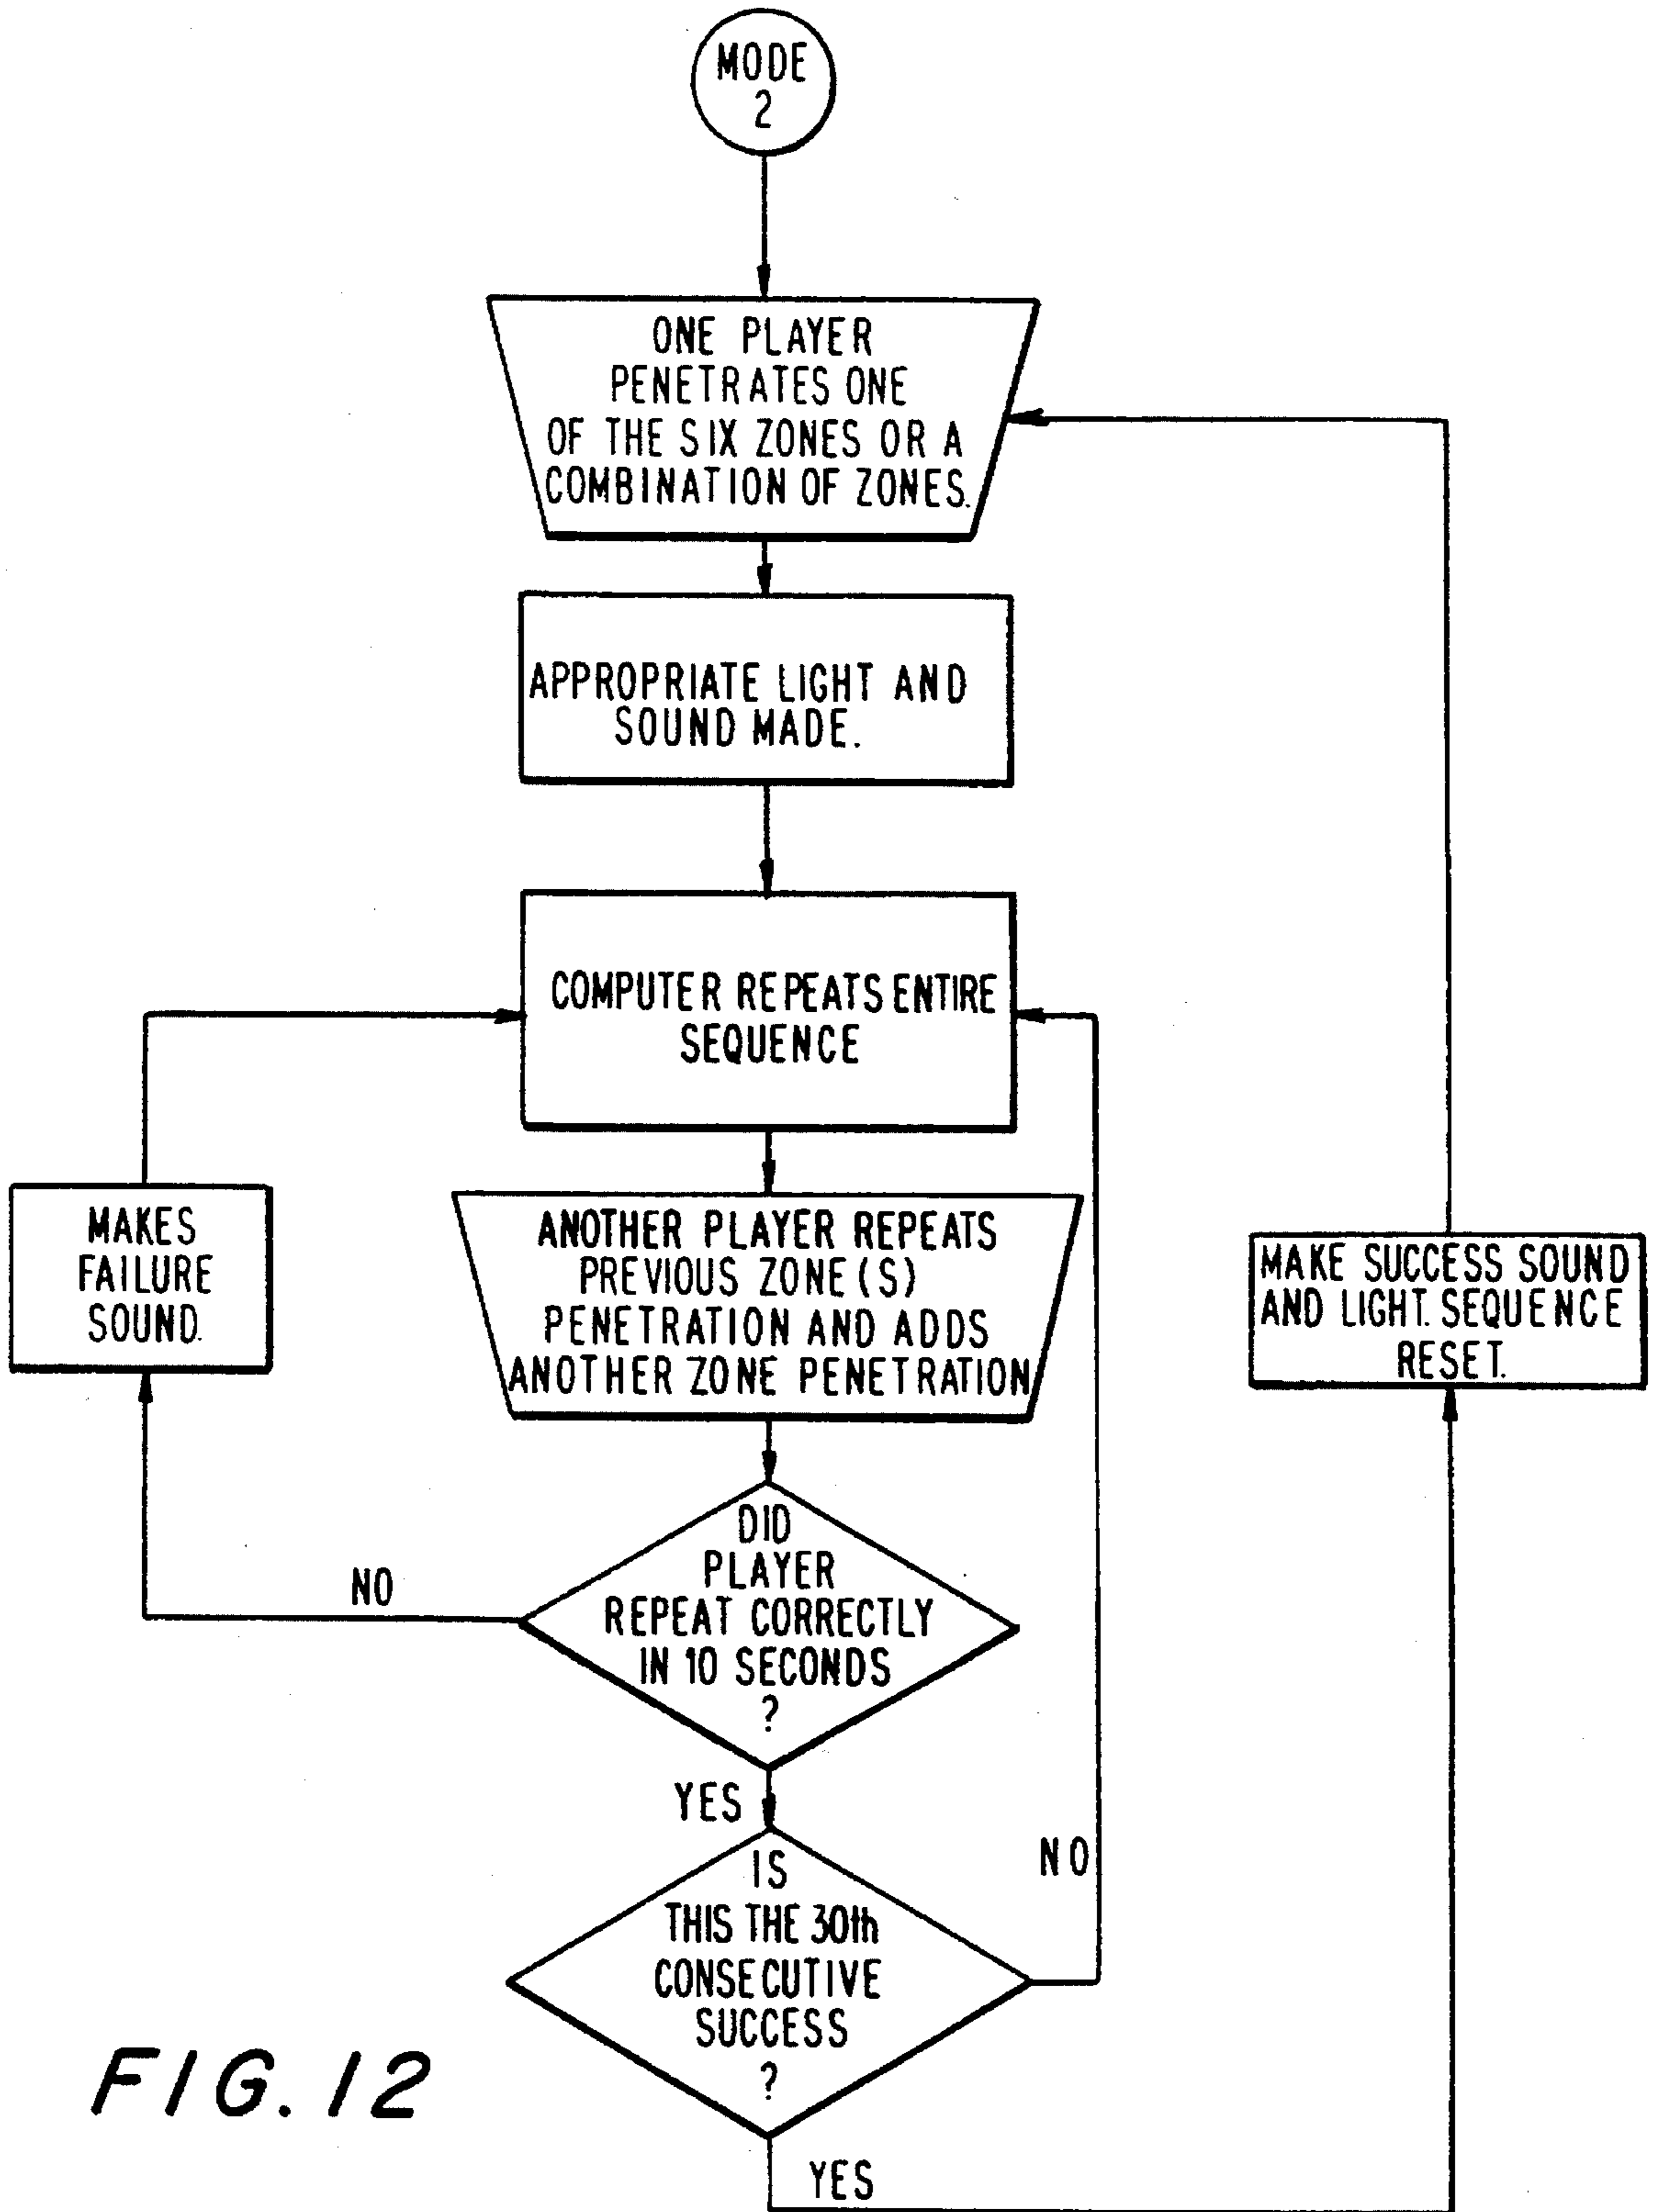 MODE
2
ONE PLAYER
PENETRATES ONE
OF THE SIX ZONES OR A
COMBINATION OF ZONES.
APPROPRIATE LIGHT AND
SOUND MADE.
COMPUTER REPEATS ENTIRE
SEQUENCE
MAKES
FAILURE
SOUND.
ANOTHER PLAYER REPEATS
PREVIOUS ZONE(S)
PENETRATION AND ADDS
ANOTHER ZONE PENETRATION
MAKE SUCCESS SOUND
AND LIGHT. SEQUENCE
RESET.
DID
PLAYER
REPEAT CORRECTLY
IN 10 SECONDS
?
NO
YES
IS
THIS THE 30th
CONSECUTIVE
SUCCESS
?
NO
YES
FIG. 12